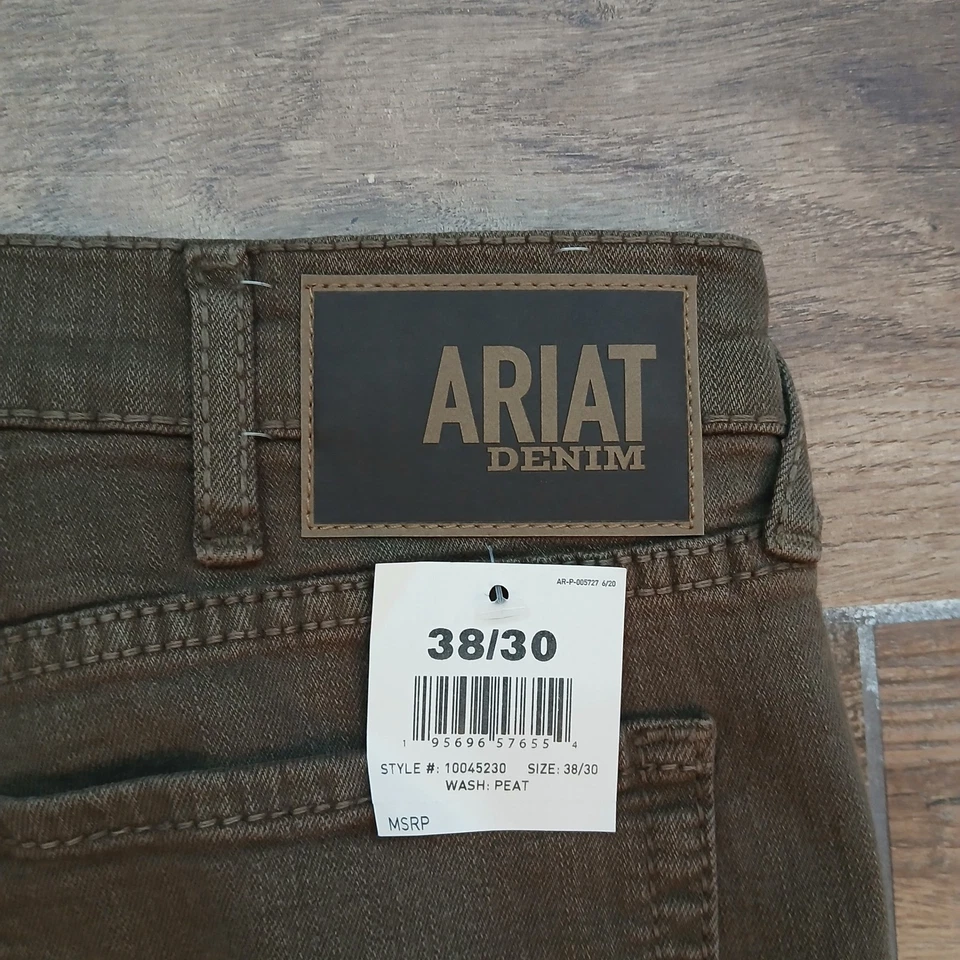 ARIAT
DENIM
AR-P-005727 6/20
38/30
1 95696 57655 4
STYLE #: 10045230 SIZE: 38/30
WASH: PEAT
MSRP